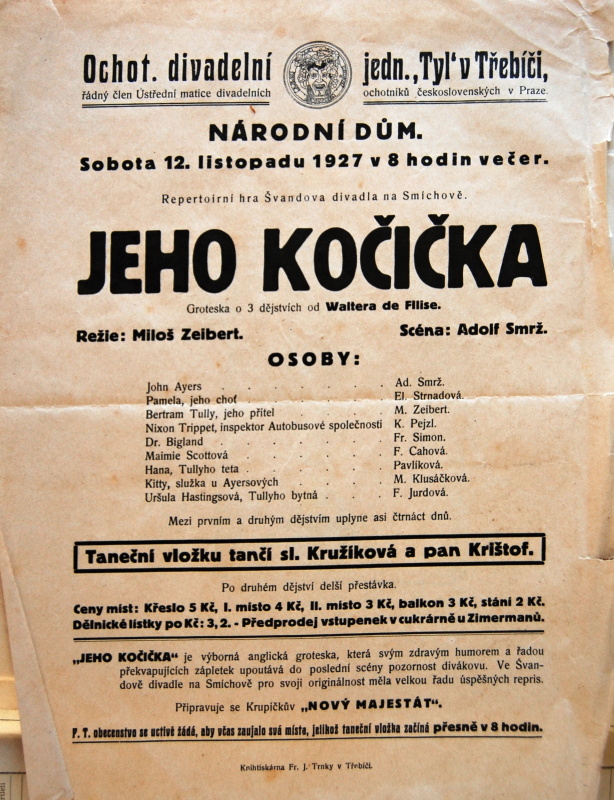 Ochot. divadelní jedn. „Tyl" v Třebíči,
řádný člen Ústřední matice divadelních ochotníků československých v Praze.
NÁRODNÍ DŮM.
Sobota 12. listopadu 1927 v 8 hodin večer.
Repertoirní hra Švandova divadla na Smíchově.
JEHO KOČIČKA
Groteska o 3 dějstvích od Waltera de Fllise.
Režie: Miloš Zeibert. Scéna: Adolf Smrž.
OSOBY:
John Ayers . . . . . . . Ad. Smrž.
Pamela, jeho choť . . . . . El. Strnadová.
Bertram Tully, jeho přítel . . . . M. Zeibert.
Nixon Trippet, inspektor Autobusové společnosti K. Pejzl.
Dr. Bigland . . . . . . . Fr. Simon.
Maimie Scottová . . . . . . F. Cahová.
Hana, Tullyho teta . . . . . . Pavlíková.
Kitty, služka u Ayersových . . . . M. Klusáčková.
Uršula Hastingsová, Tullyho bytná . . . F. Jurdová.
Mezi prvním a druhým dějstvím uplyne asi čtrnáct dnů.
Taneční vložku tančí sl. Kružíková a pan Krištof.
Po druhém dějství delší přestávka.
Ceny míst: Křeslo 5 Kč, I. místo 4 Kč, II. místo 3 Kč, balkon 3 Kč, stání 2 Kč.
Dělnické lístky po Kč: 3, 2. - Předprodej vstupenek v cukrárně u Zimermanů.
„JEHO KOČIČKA" je výborná anglická groteska, která svým zdravým humorem a řadou
překvapujících zápletek upoutává do poslední scény pozornost divákovu. Ve Švan-
dově divadle na Smíchově pro svoji originálnost měla velkou řadu úspěšných repris.
Připravuje se Krupičkův „NOVÝ MAJESTÁT".
P. T. obecenstvo se uctivě žádá, aby včas zaujalo svá místa, jelikož taneční vložka začíná přesně v 8 hodin.
Knihtiskárna Fr. J. Trnky v Třebíči.